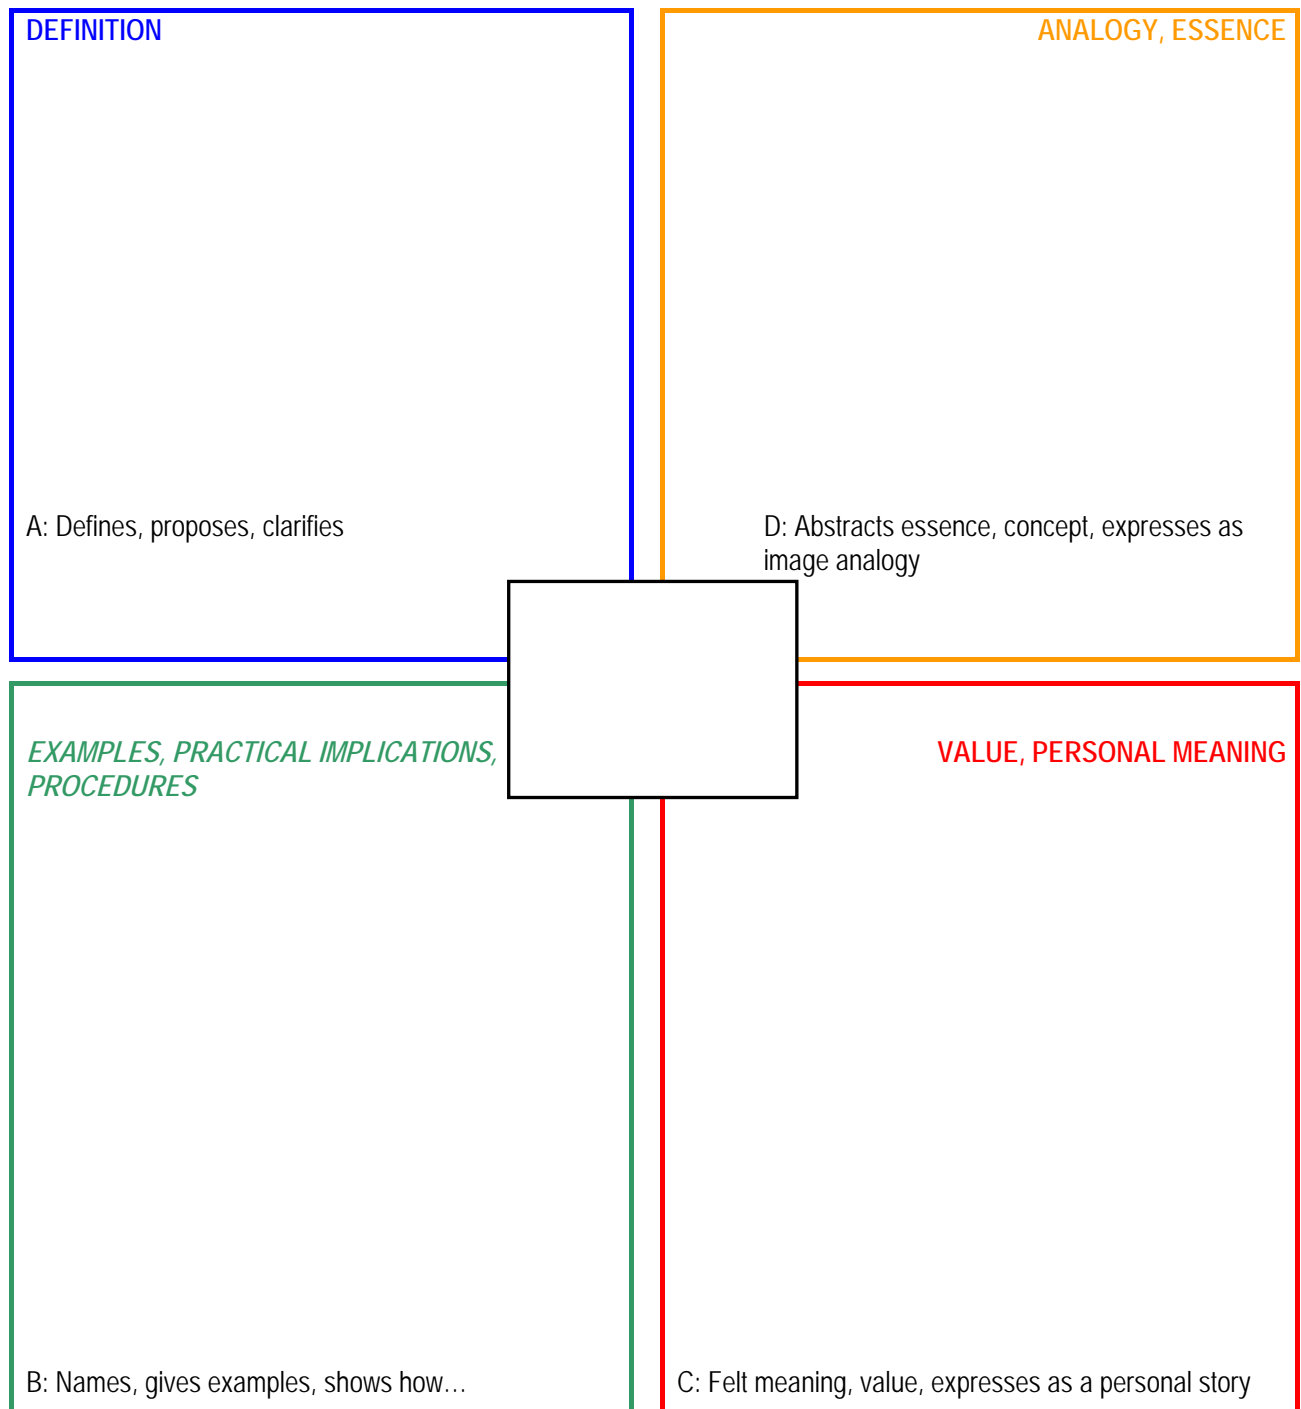 DEFINITION
A: Defines, proposes, clarifies
ANALOGY, ESSENCE
D: Abstracts essence, concept, expresses as
image analogy
EXAMPLES, PRACTICAL IMPLICATIONS,
PROCEDURES
B: Names, gives examples, shows how…
VALUE, PERSONAL MEANING
C: Felt meaning, value, expresses as a personal story